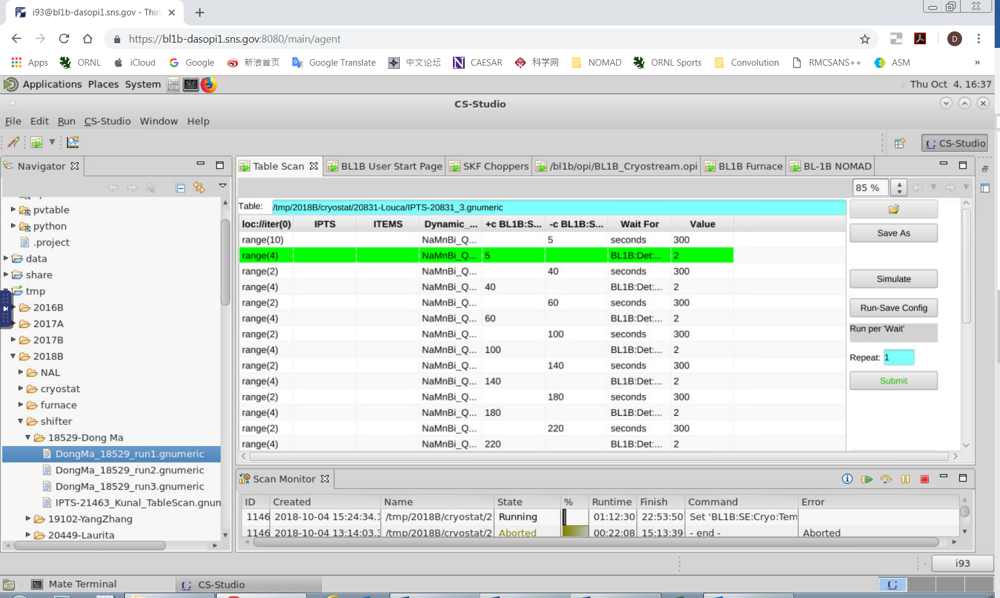 i93@bl1b-dasopi1.sns.gov - Thin
https://bl1b-dasopi1.sns.gov:8080/main/agent
D
Apps ORNL iCloud Google 新浪首页 Google Translate 中文论坛 CAESAR 科学网 NOMAD ORNL Sports Convolution RMCSANS++ ASM »
Applications Places System Thu Oct 4, 16:37
CS-Studio
File Edit Run CS-Studio Window Help
CS-Studio
Navigator
pvtable
python
.project
data
share
tmp
2016B
2017A
2017B
2018B
NAL
cryostat
furnace
shifter
18529-Dong Ma
DongMa_18529_run1.gnumeric
DongMa_18529_run2.gnumeric
DongMa_18529_run3.gnumeric
IPTS-21463_Kunal_TableScan.gnun
19102-YangZhang
20449-Laurita
Table Scan BL1B User Start Page SKF Choppers /bl1b/opi/BL1B_Cryostream.opi BL1B Furnace BL-1B NOMAD
85 %
Table: /tmp/2018B/cryostat/20831-Louca/IPTS-20831_3.gnumeric
loc://iter(0) IPTS ITEMS Dynamic_... +c BL1B:S... -c BL1B:S... Wait For Value
range(10) NaMnBi_Q... 5 seconds 300
range(4) NaMnBi_Q... 5 BL1B:Det:... 2
range(2) NaMnBi_Q... 40 seconds 300
range(4) NaMnBi_Q... 40 BL1B:Det:... 2
range(2) NaMnBi_Q... 60 seconds 300
range(4) NaMnBi_Q... 60 BL1B:Det:... 2
range(2) NaMnBi_Q... 100 seconds 300
range(4) NaMnBi_Q... 100 BL1B:Det:... 2
range(2) NaMnBi_Q... 140 seconds 300
range(4) NaMnBi_Q... 140 BL1B:Det:... 2
range(2) NaMnBi_Q... 180 seconds 300
range(4) NaMnBi_Q... 180 BL1B:Det:... 2
range(2) NaMnBi_Q... 220 seconds 300
range(4) NaMnBi_Q... 220 BL1B:Det:... 2
Save As
Simulate
Run-Save Config
Run per 'Wait'
Repeat: 1
Submit
Scan Monitor
ID Created Name State % Runtime Finish Command Error
1146 2018-10-04 15:24:34.1 /tmp/2018B/cryostat/2 Running 01:12:30 22:53:50 Set 'BL1B:SE:Cryo:Tem
1146 2018-10-04 13:14:03. /tmp/2018B/cryostat/2 Aborted 00:22:08 15:13:39 - end - Aborted
i93
Mate Terminal CS-Studio